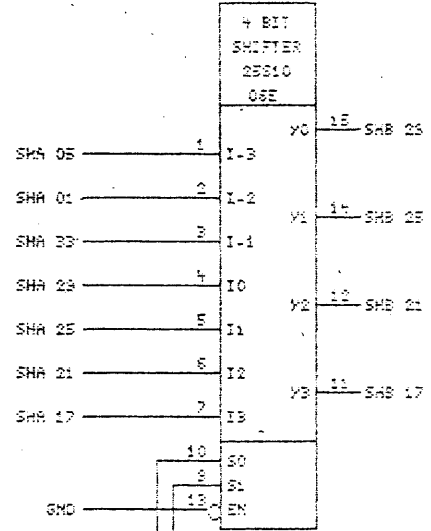 4 BIT
SHIFTER
25S10
06E
Y0 15 SHB 29
SHA 05 1 I-3
SHA 01 2 I-2
Y1 14 SHB 25
SHA 33 3 I-1
SHA 29 4 I0
Y2 12 SHB 21
SHA 25 5 I1
SHA 21 6 I2
Y3 11 SHB 17
SHA 17 7 I3
10 S0
9 S1
GND 13 EN